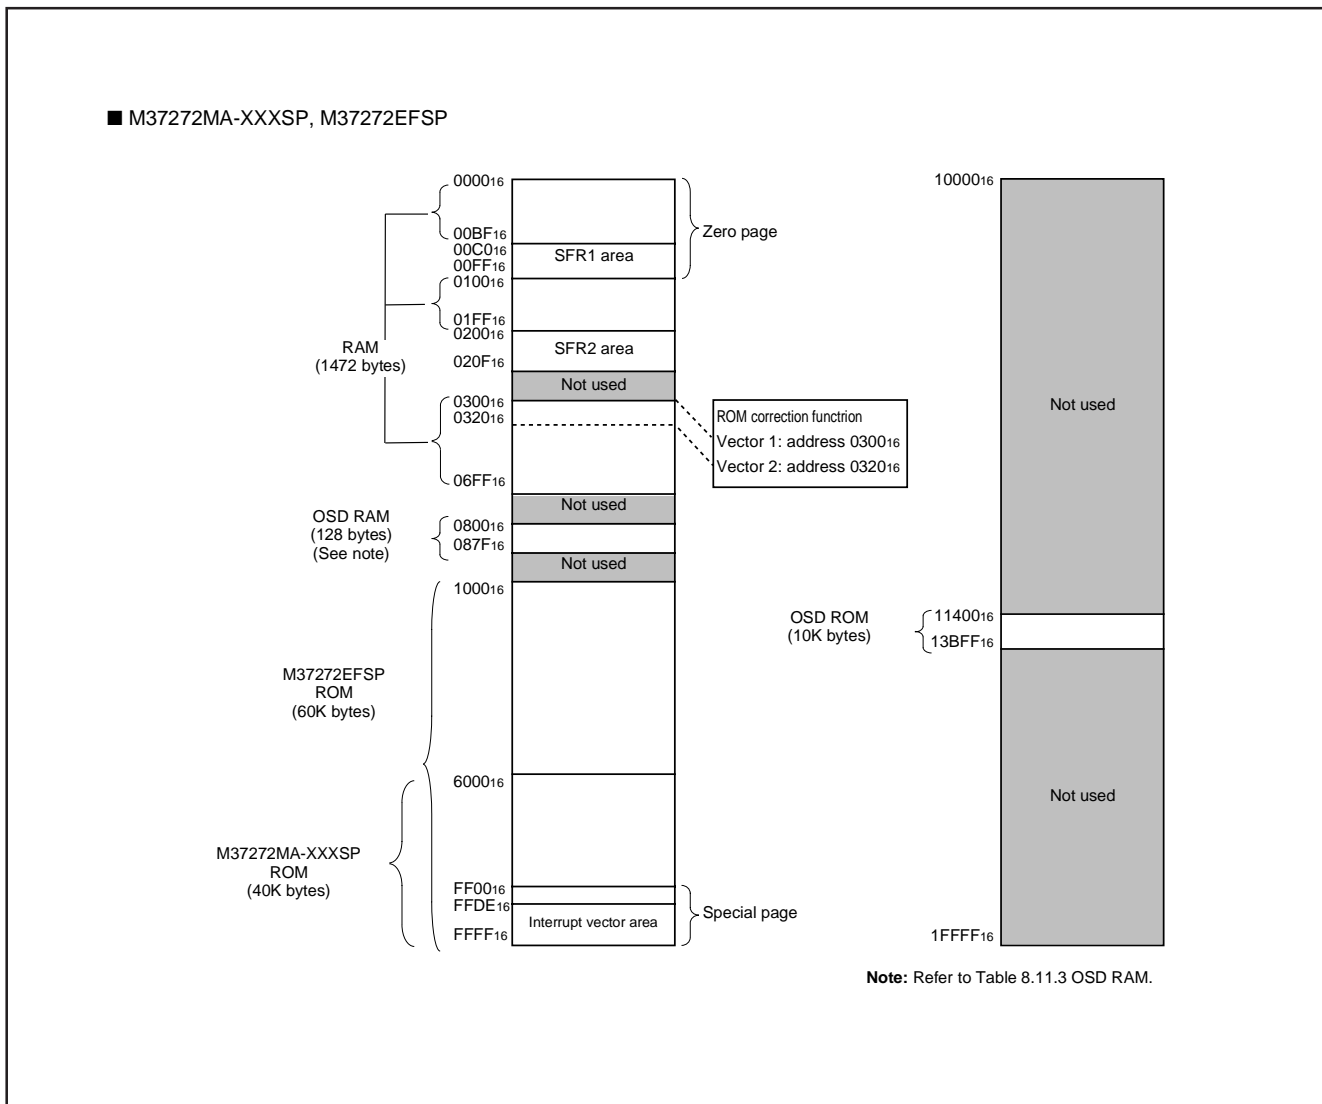 ■ M37272MA-XXXSP, M37272EFSP
000016
00BF16
00C016
00FF16
010016
01FF16
020016
020F16
030016
032016
06FF16
080016
087F16
100016
600016
FF0016
FFDE16
FFFF16
RAM
(1472 bytes)
OSD RAM
(128 bytes)
(See note)
M37272EFSP
ROM
(60K bytes)
M37272MA-XXXSP
ROM
(40K bytes)
SFR1 area
SFR2 area
Not used
Not used
Not used
Interrupt vector area
Zero page
ROM correction functrion
Vector 1: address 030016
Vector 2: address 032016
Special page
1000016
Not used
OSD ROM
(10K bytes)
1140016
13BFF16
Not used
1FFFF16
Note: Refer to Table 8.11.3 OSD RAM.